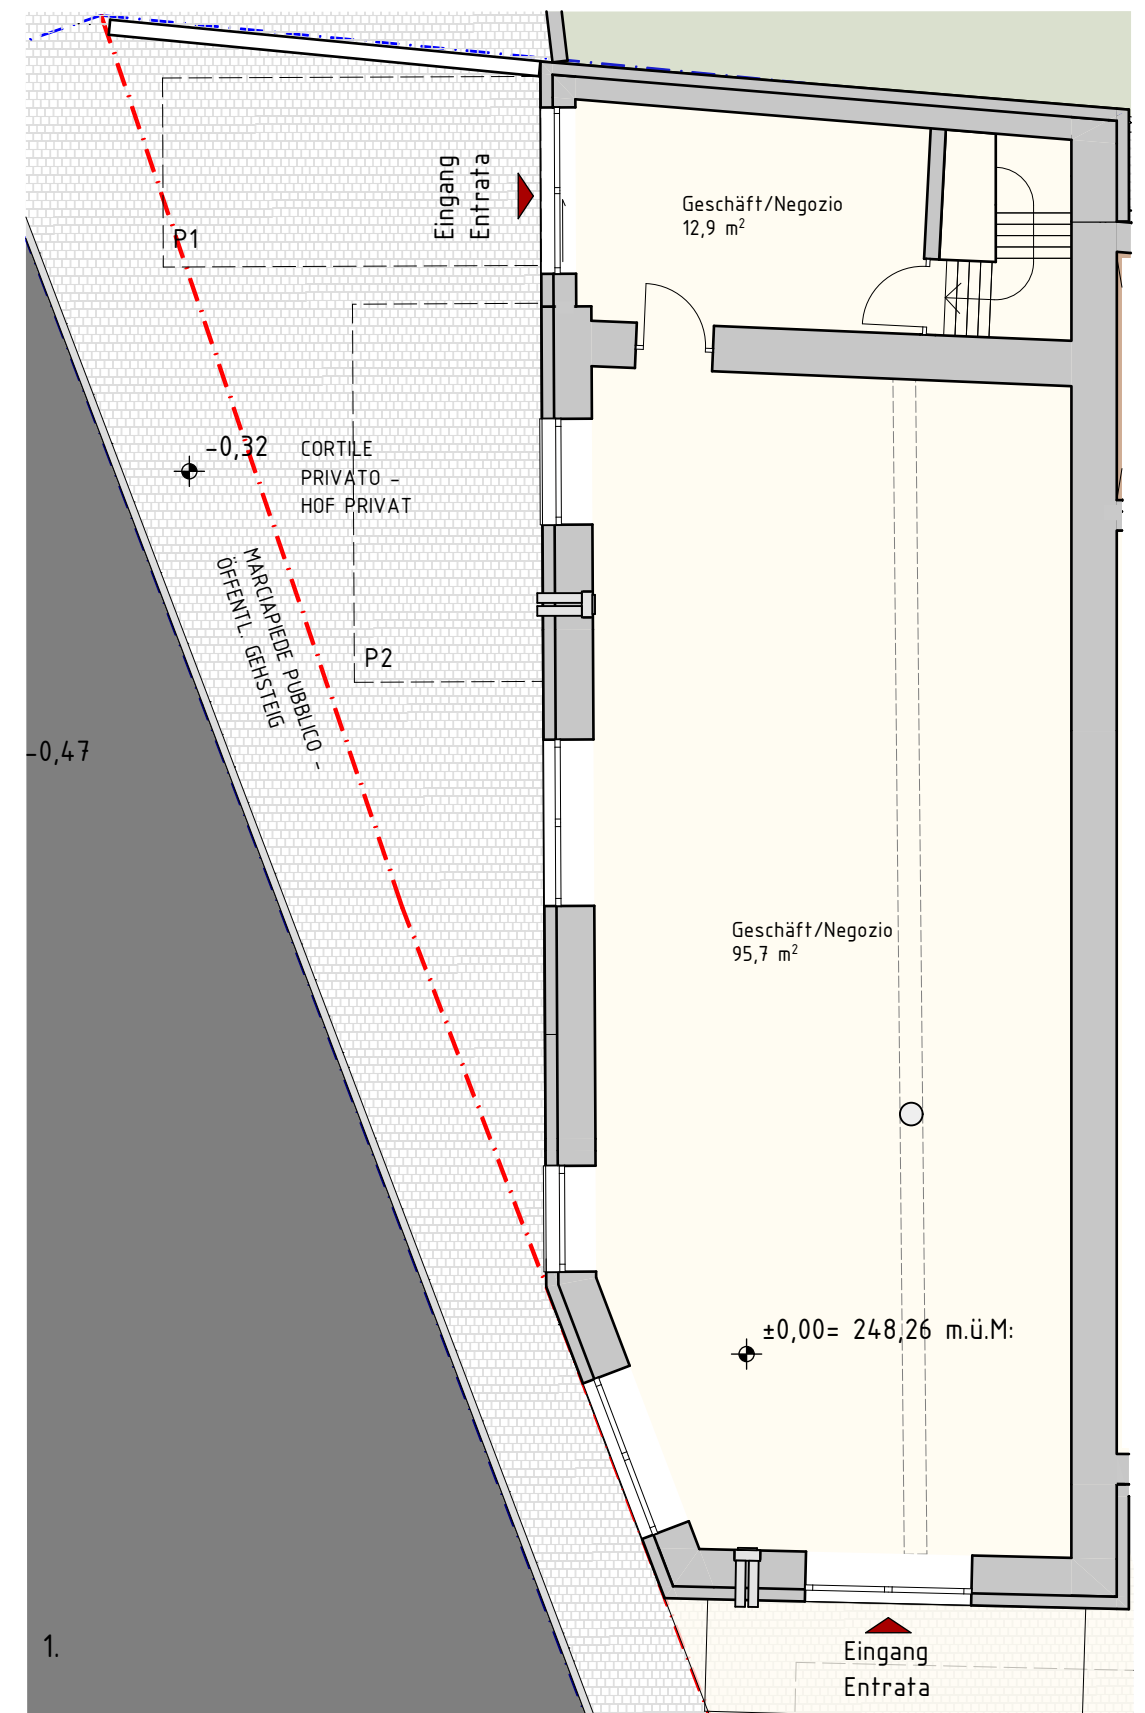 Eingang
Entrata
Geschäft/Negozio
12,9 m²
P1
-0,32
CORTILE
PRIVATO -
HOF PRIVAT
MARCIAPIEDE PUBBLICO -
ÖFFENTL. GEHSTEIG
P2
-0,47
Geschäft/Negozio
95,7 m²
±0,00= 248,26 m.ü.M:
1.
Eingang
Entrata